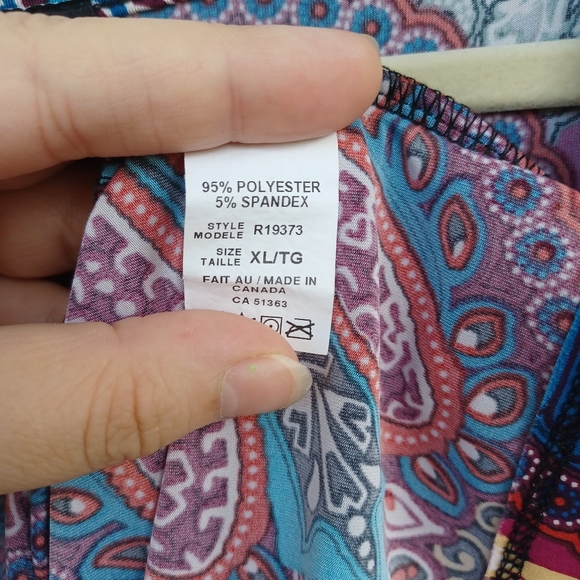 95% POLYESTER
5% SPANDEX
STYLE
MODELE R19373
SIZE
TAILLE XL/TG
FAIT AU / MADE IN
CANADA
CA 51363